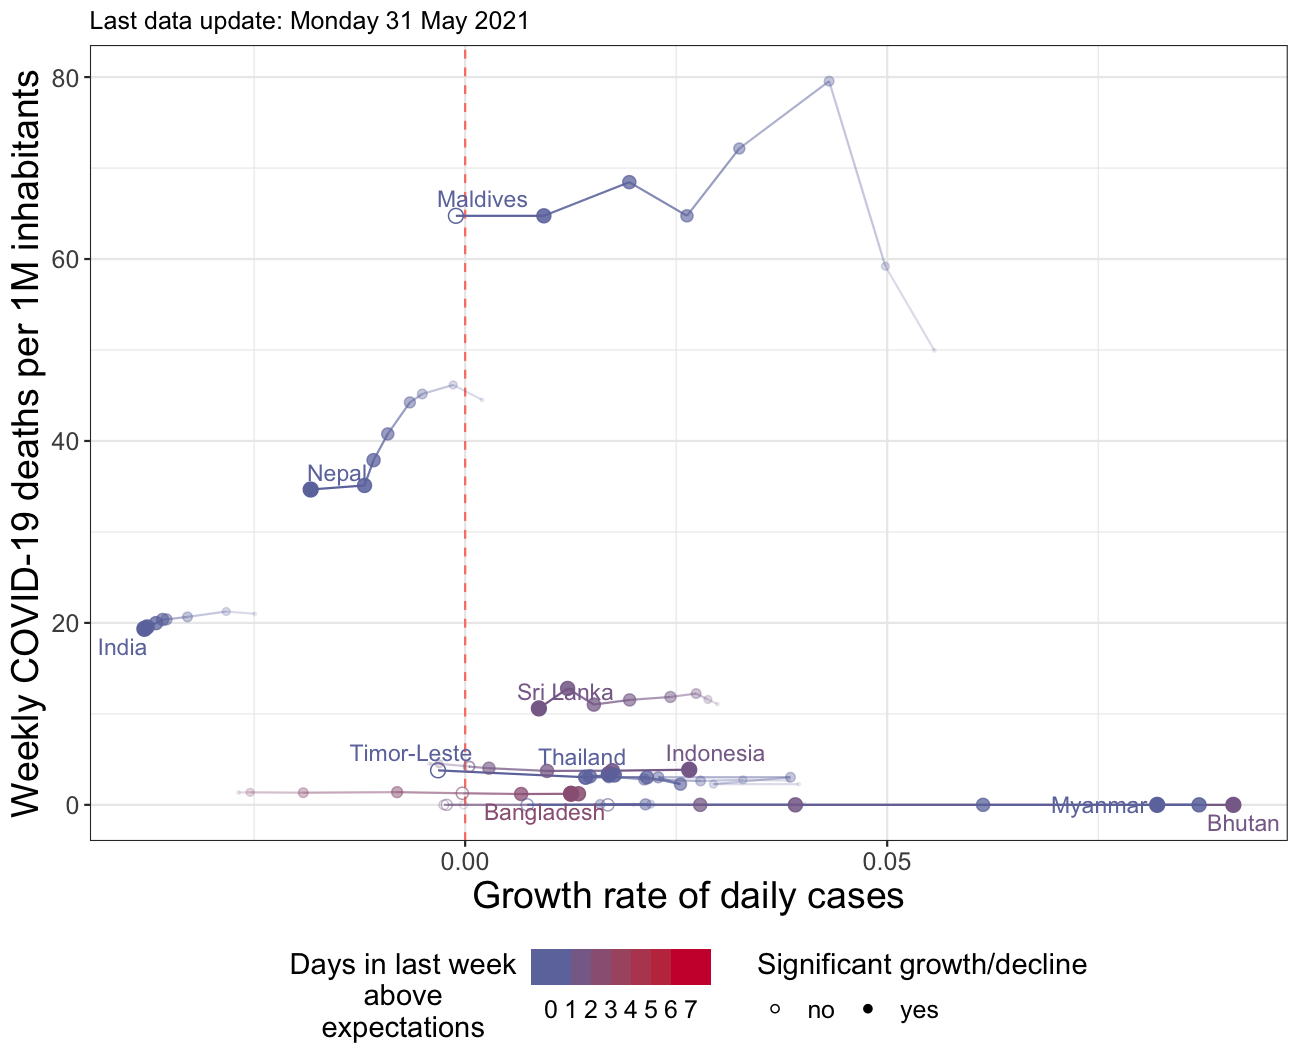 Last data update: Monday 31 May 2021
Weekly COVID-19 deaths per 1M inhabitants
80
60
40
20
0
Maldives
Nepal
India
Sri Lanka
Timor-Leste
Thailand
Indonesia
Bangladesh
Myanmar
Bhutan
0.00
0.05
Growth rate of daily cases
Days in last week
above
expectations
0 1 2 3 4 5 6 7
Significant growth/decline
no
yes